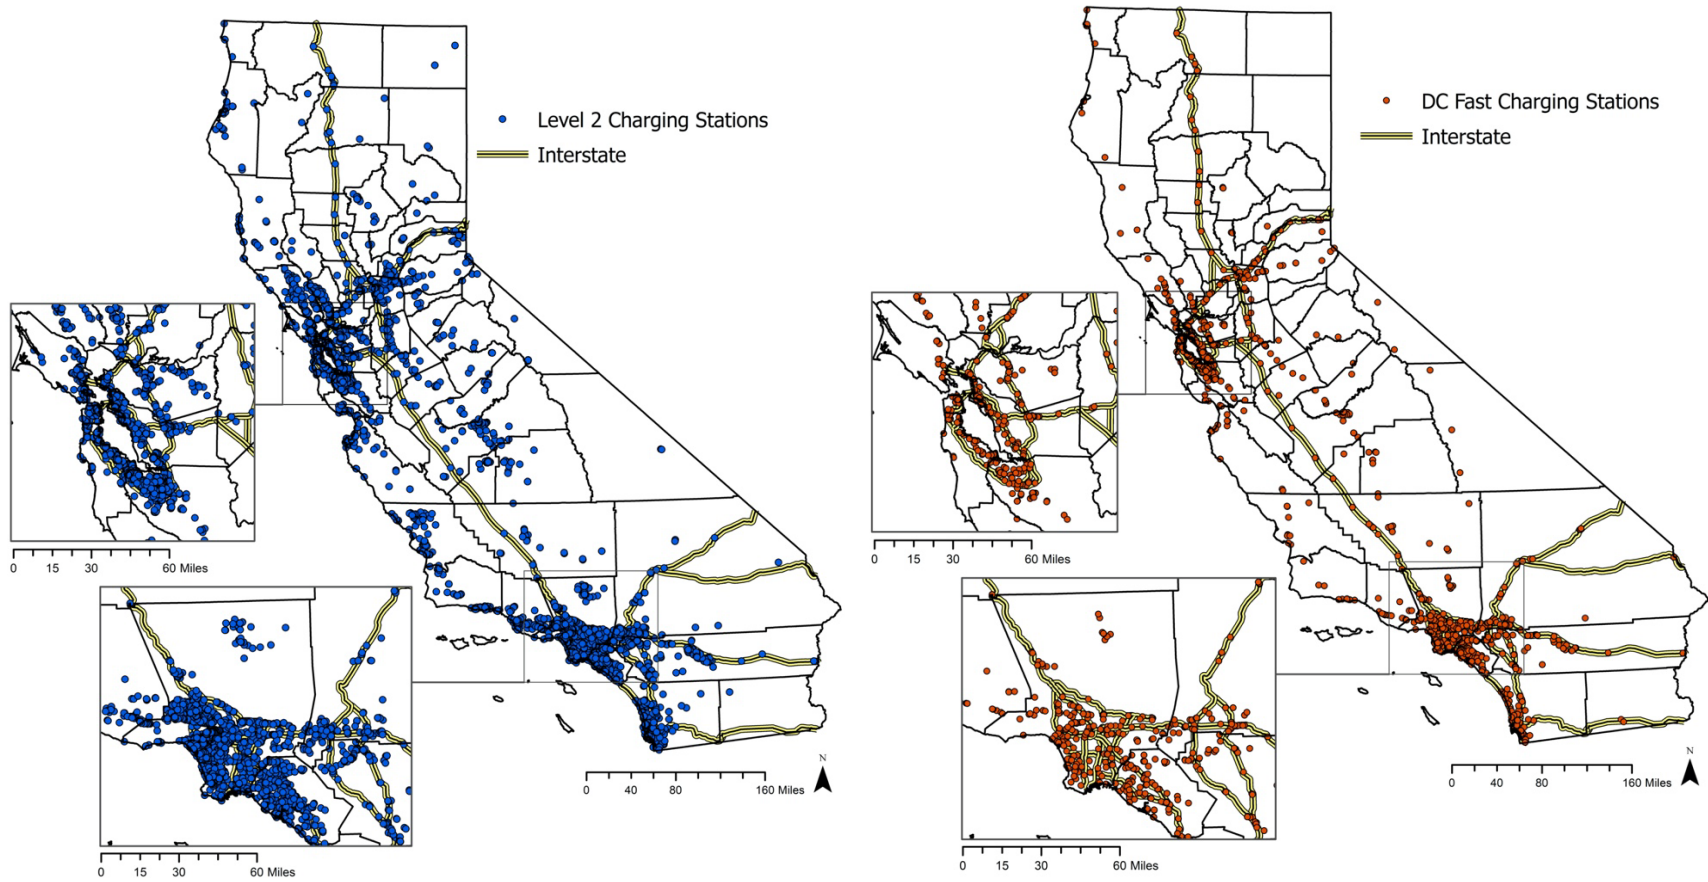 Level 2 Charging Stations
Interstate
DC Fast Charging Stations
Interstate
0 30 60 Miles
0 30 60 Miles
N
0 40 80 160 Miles
N
0 40 80 160 Miles
0 15 30 60 Miles
0 15 30 60 Miles